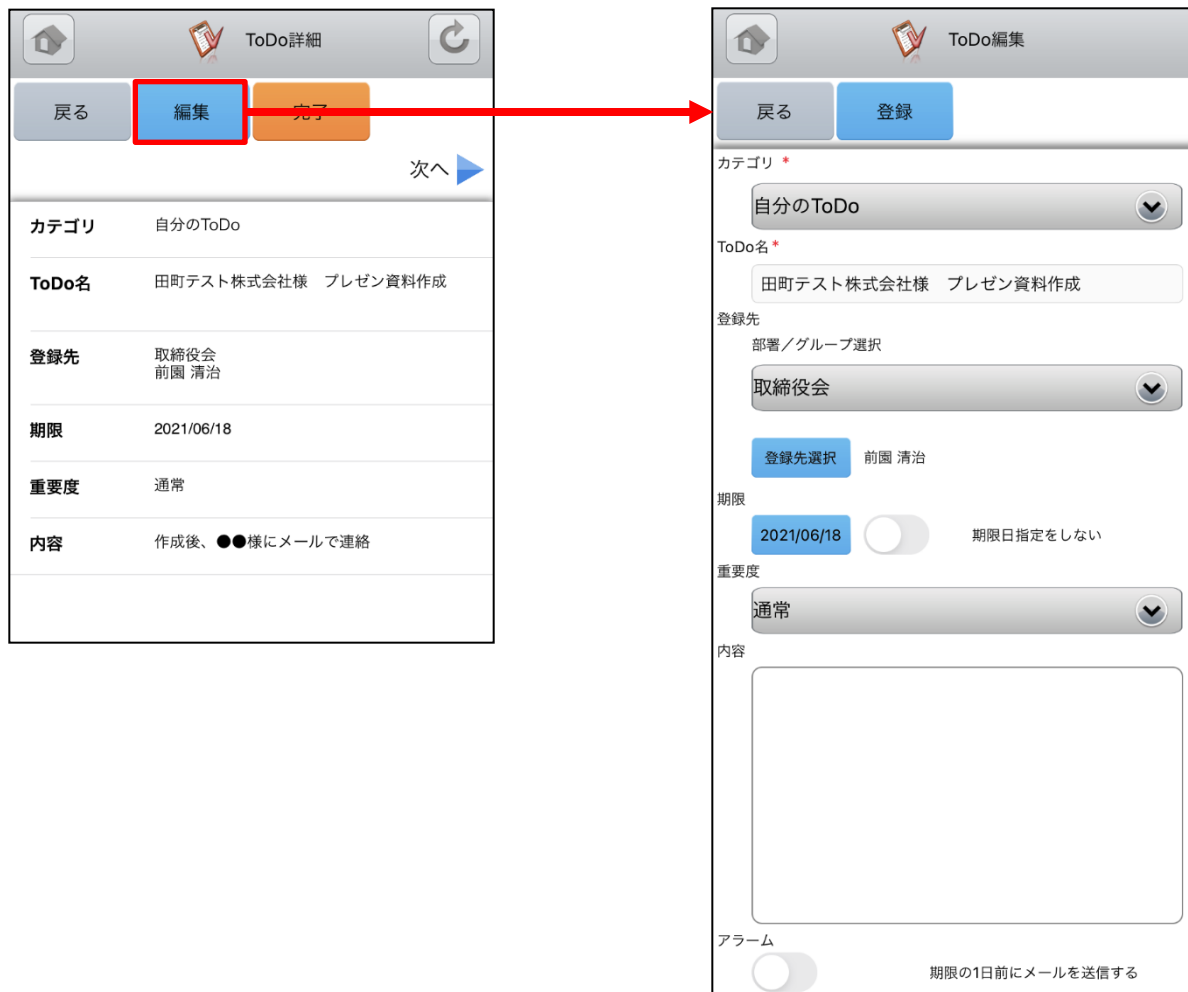 ToDo詳細
戻る
編集
完了
次へ
カテゴリ 自分のToDo
ToDo名 田町テスト株式会社様　プレゼン資料作成
登録先 取締役会
前園 清治
期限 2021/06/18
重要度 通常
内容 作成後、●●様にメールで連絡
ToDo編集
戻る
登録
カテゴリ *
自分のToDo
ToDo名*
田町テスト株式会社様　プレゼン資料作成
登録先
部署／グループ選択
取締役会
登録先選択 前園 清治
期限
2021/06/18 期限日指定をしない
重要度
通常
内容
アラーム
期限の1日前にメールを送信する